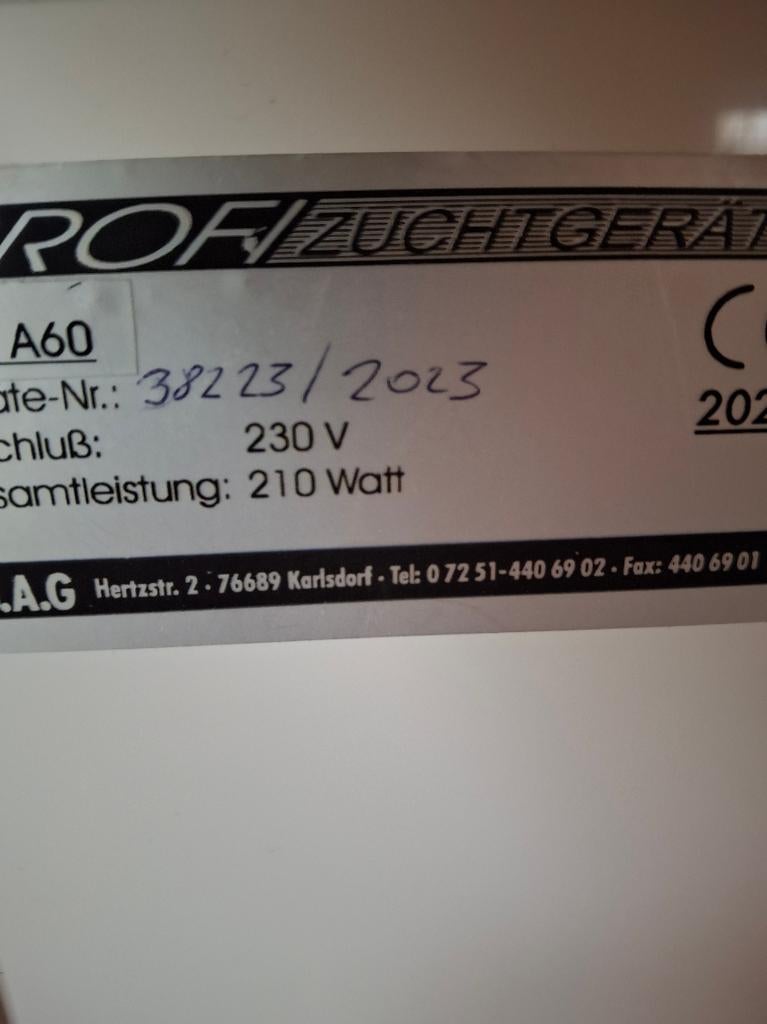 ROFI ZUCHTGERÄT
A60
ate-Nr.: 38223/2023
chluß: 230 V
samtleistung: 210 Watt
C
202
.A.G Hertzstr. 2 · 76689 Karlsdorf · Tel: 0 72 51-440 69 02 · Fax: 440 69 01